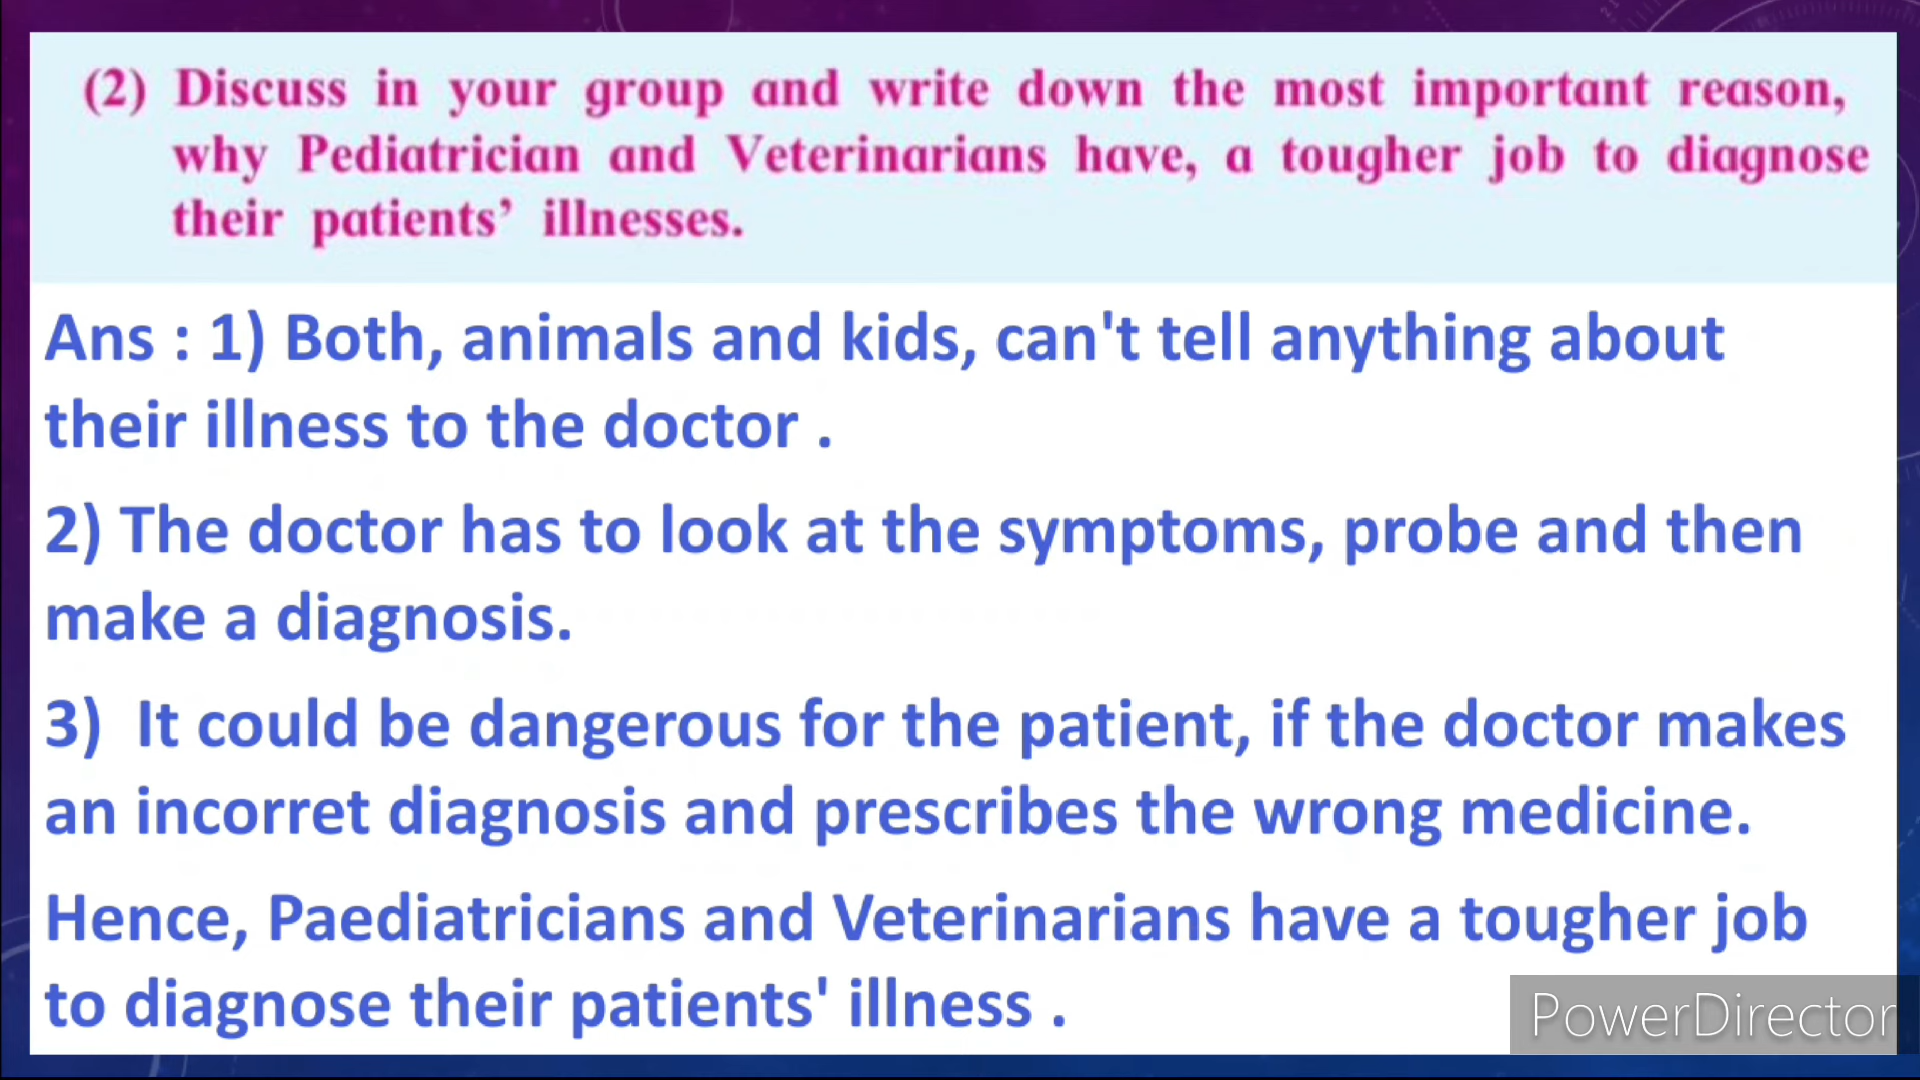 (2) Discuss in your group and write down the most important reason,
why Pediatrician and Veterinarians have, a tougher job to diagnose
their patients’ illnesses.
Ans : 1) Both, animals and kids, can't tell anything about
their illness to the doctor .
2) The doctor has to look at the symptoms, probe and then
make a diagnosis.
3) It could be dangerous for the patient, if the doctor makes
an incorret diagnosis and prescribes the wrong medicine.
Hence, Paediatricians and Veterinarians have a tougher job
to diagnose their patients' illness .
PowerDirector